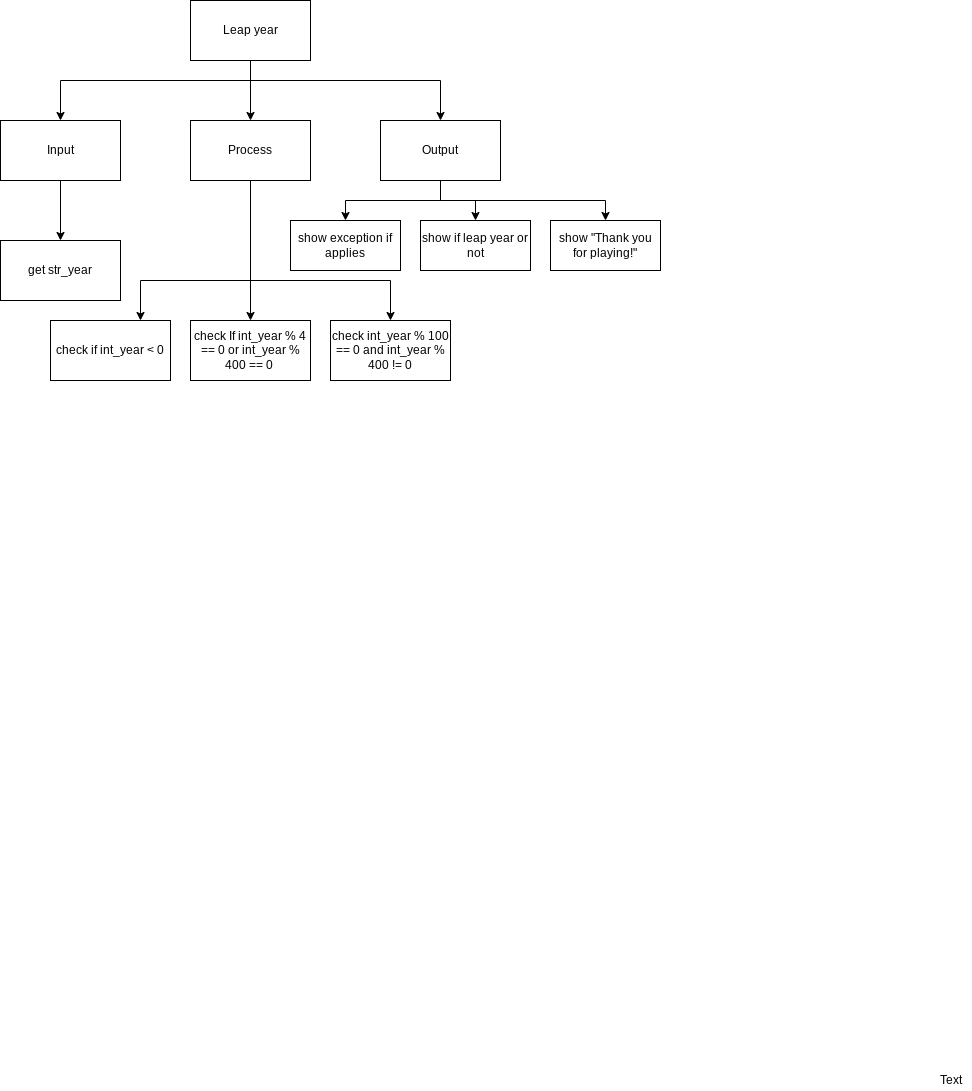 Leap year
Input
Process
Output
show exception if
applies
show if leap year or
not
show "Thank you
for playing!"
get str_year
check if int_year < 0
check If int_year % 4
== 0 or int_year %
400 == 0
check int_year % 100
== 0 and int_year %
400 != 0
Text